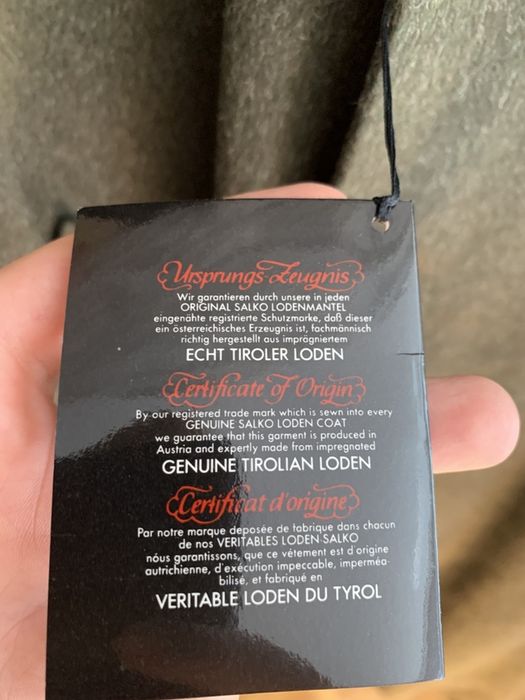 Ursprungs-Zeugnis
Wir garantieren durch unsere in jeden
ORIGINAL SALKO LODENMANTEL
eingenähte registrierte Schutzmarke, daß dieser
ein österreichisches Erzeugnis ist, fachmännisch
richtig hergestellt aus imprägniertem
ECHT TIROLER LODEN
Certificate of Origin
By our registered trade mark which is sewn into every
GENUINE SALKO LODEN COAT
we guarantee that this garment is produced in
Austria and expertly made from impregnated
GENUINE TIROLIAN LODEN
Certificat d'origine
Par notre marque deposée de fabrique dans chacun
de nos VERITABLES LODEN SALKO
nóus garantissons, que ce vétement est d origine
autrichienne, d'exécution impeccable, imperméa-
bilisé, et fabriqué en
VERITABLE LODEN DU TYROL